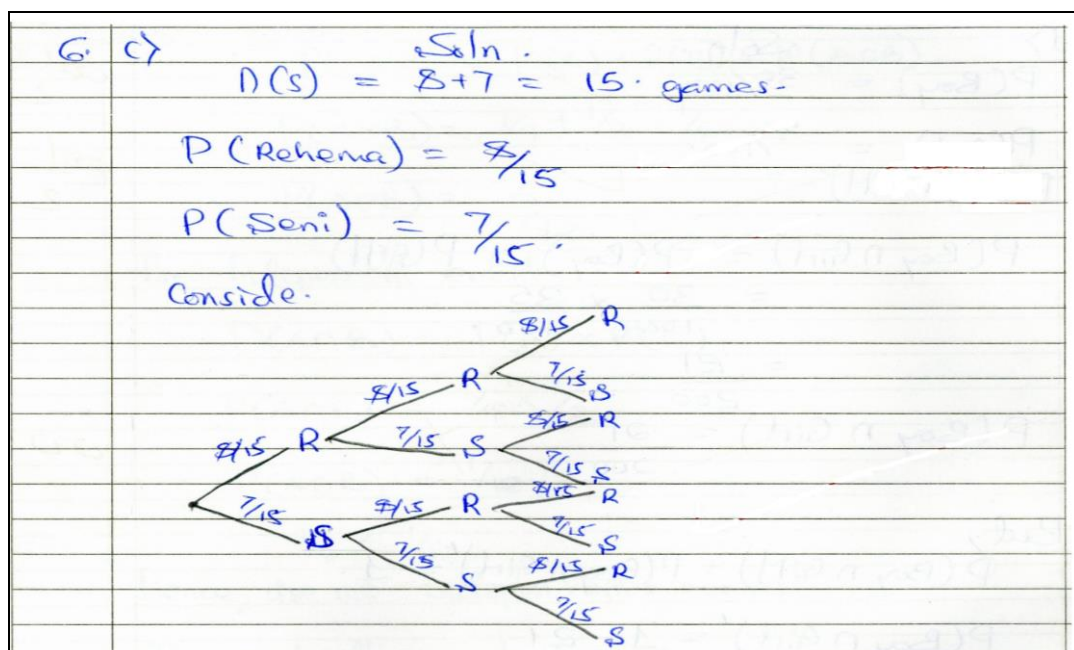 6. c) Soln.
n(S) = 8+7 = 15. games.
P(Rehema) = 8/15
P(Seni) = 7/15.
Conside.
8/15 R
8/15 R 7/15 S
8/15 R 7/15 S 8/15 R
7/15 S
7/15 S 8/15 R 8/15 R
7/15 S
7/15 S 8/15 R
7/15 S